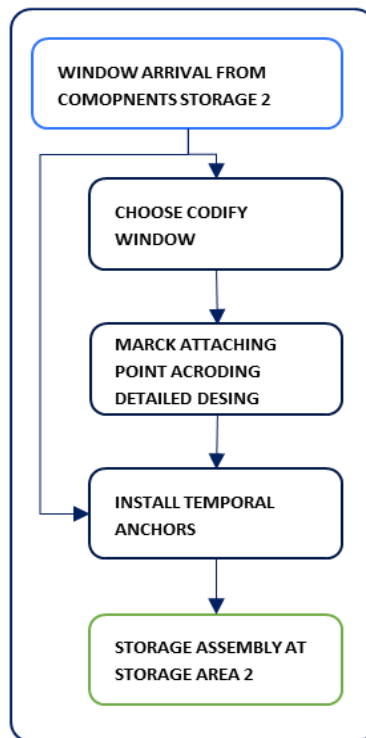 WINDOW ARRIVAL FROM
COMOPNENTS STORAGE 2
CHOOSE CODIFY
WINDOW
MARCK ATTACHING
POINT ACRODING
DETAILED DESING
INSTALL TEMPORAL
ANCHORS
STORAGE ASSEMBLY AT
STORAGE AREA 2